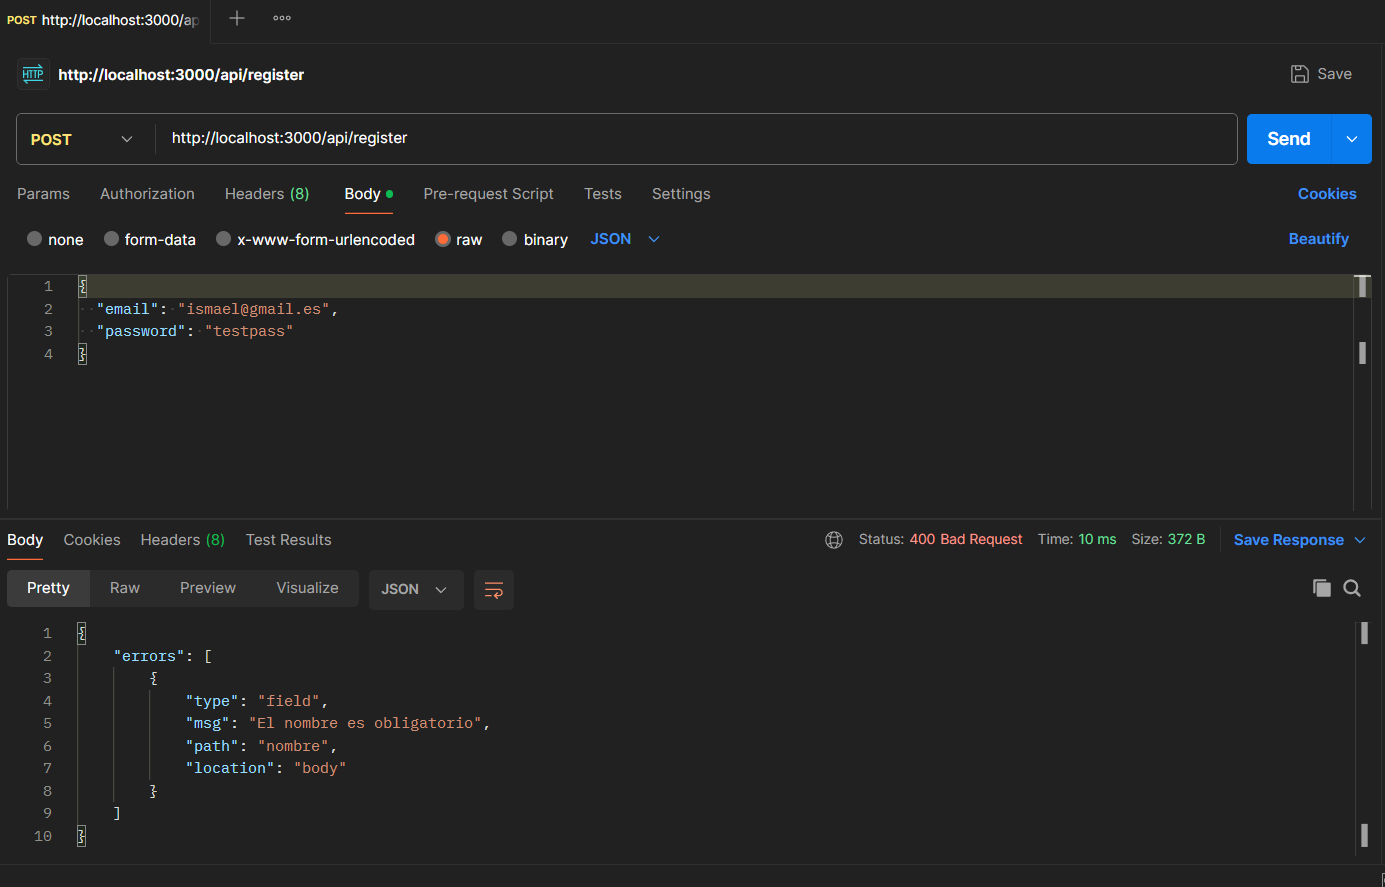 POST http://localhost:3000/ap
HTTP http://localhost:3000/api/register
Save
POST http://localhost:3000/api/register
Send
Params Authorization Headers (8) Body Pre-request Script Tests Settings Cookies
none form-data x-www-form-urlencoded raw binary JSON Beautify
1 {
2 "email": "ismael@gmail.es",
3 "password": "testpass"
4 }
Body Cookies Headers (8) Test Results Status: 400 Bad Request Time: 10 ms Size: 372 B Save Response
Pretty Raw Preview Visualize JSON
1 {
2 "errors": [
3 {
4 "type": "field",
5 "msg": "El nombre es obligatorio",
6 "path": "nombre",
7 "location": "body"
8 }
9 ]
10 }